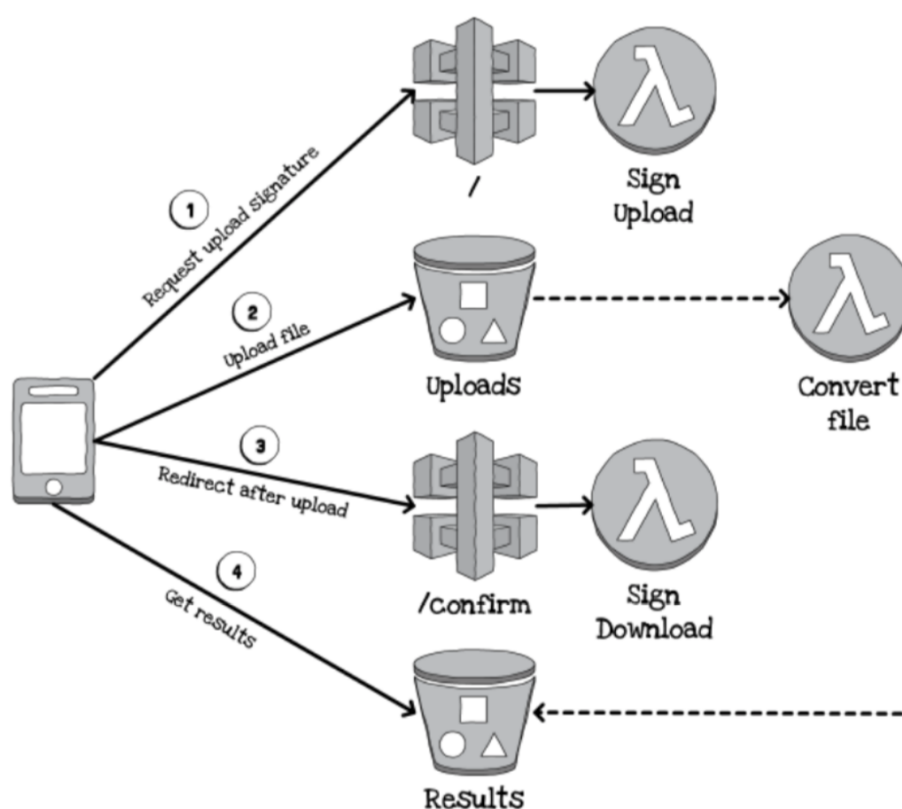 /
Sign
Upload
1
Request upload signature
2
Upload file
Uploads
Convert
file
3
Redirect after upload
/confirm
Sign
Download
4
Get results
Results